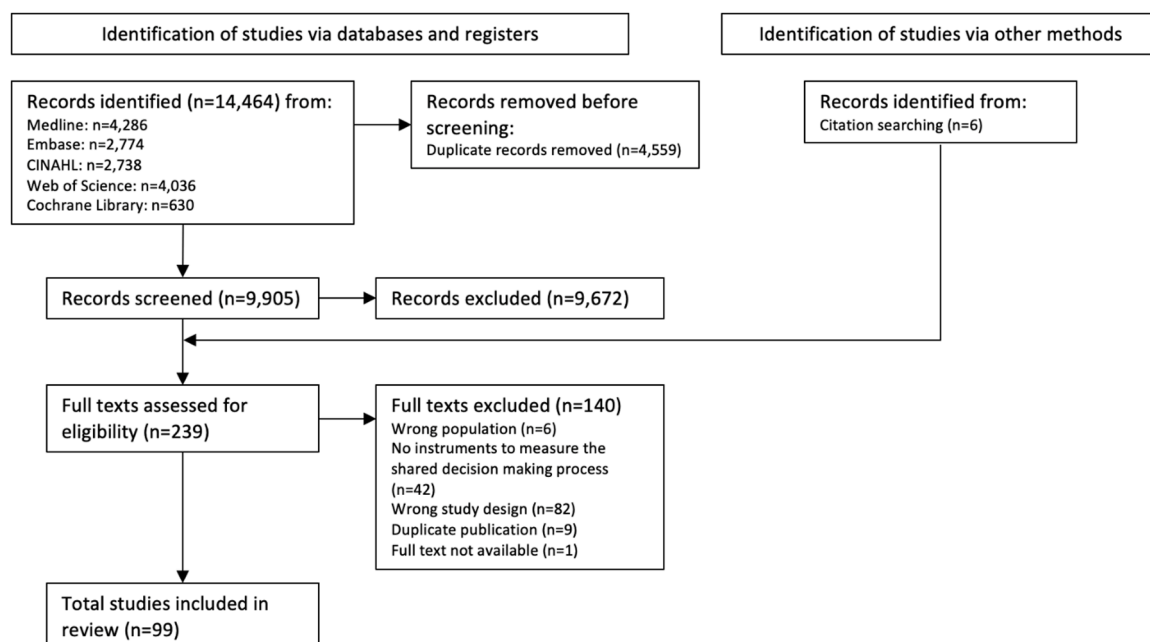 Identification of studies via databases and registers
Identification of studies via other methods
Records identified (n=14,464) from:
Medline: n=4,286
Embase: n=2,774
CINAHL: n=2,738
Web of Science: n=4,036
Cochrane Library: n=630
Records removed before
screening:
Duplicate records removed (n=4,559)
Records identified from:
Citation searching (n=6)
Records screened (n=9,905)
Records excluded (n=9,672)
Full texts assessed for
eligibility (n=239)
Full texts excluded (n=140)
Wrong population (n=6)
No instruments to measure the
shared decision making process
(n=42)
Wrong study design (n=82)
Duplicate publication (n=9)
Full text not available (n=1)
Total studies included in
review (n=99)